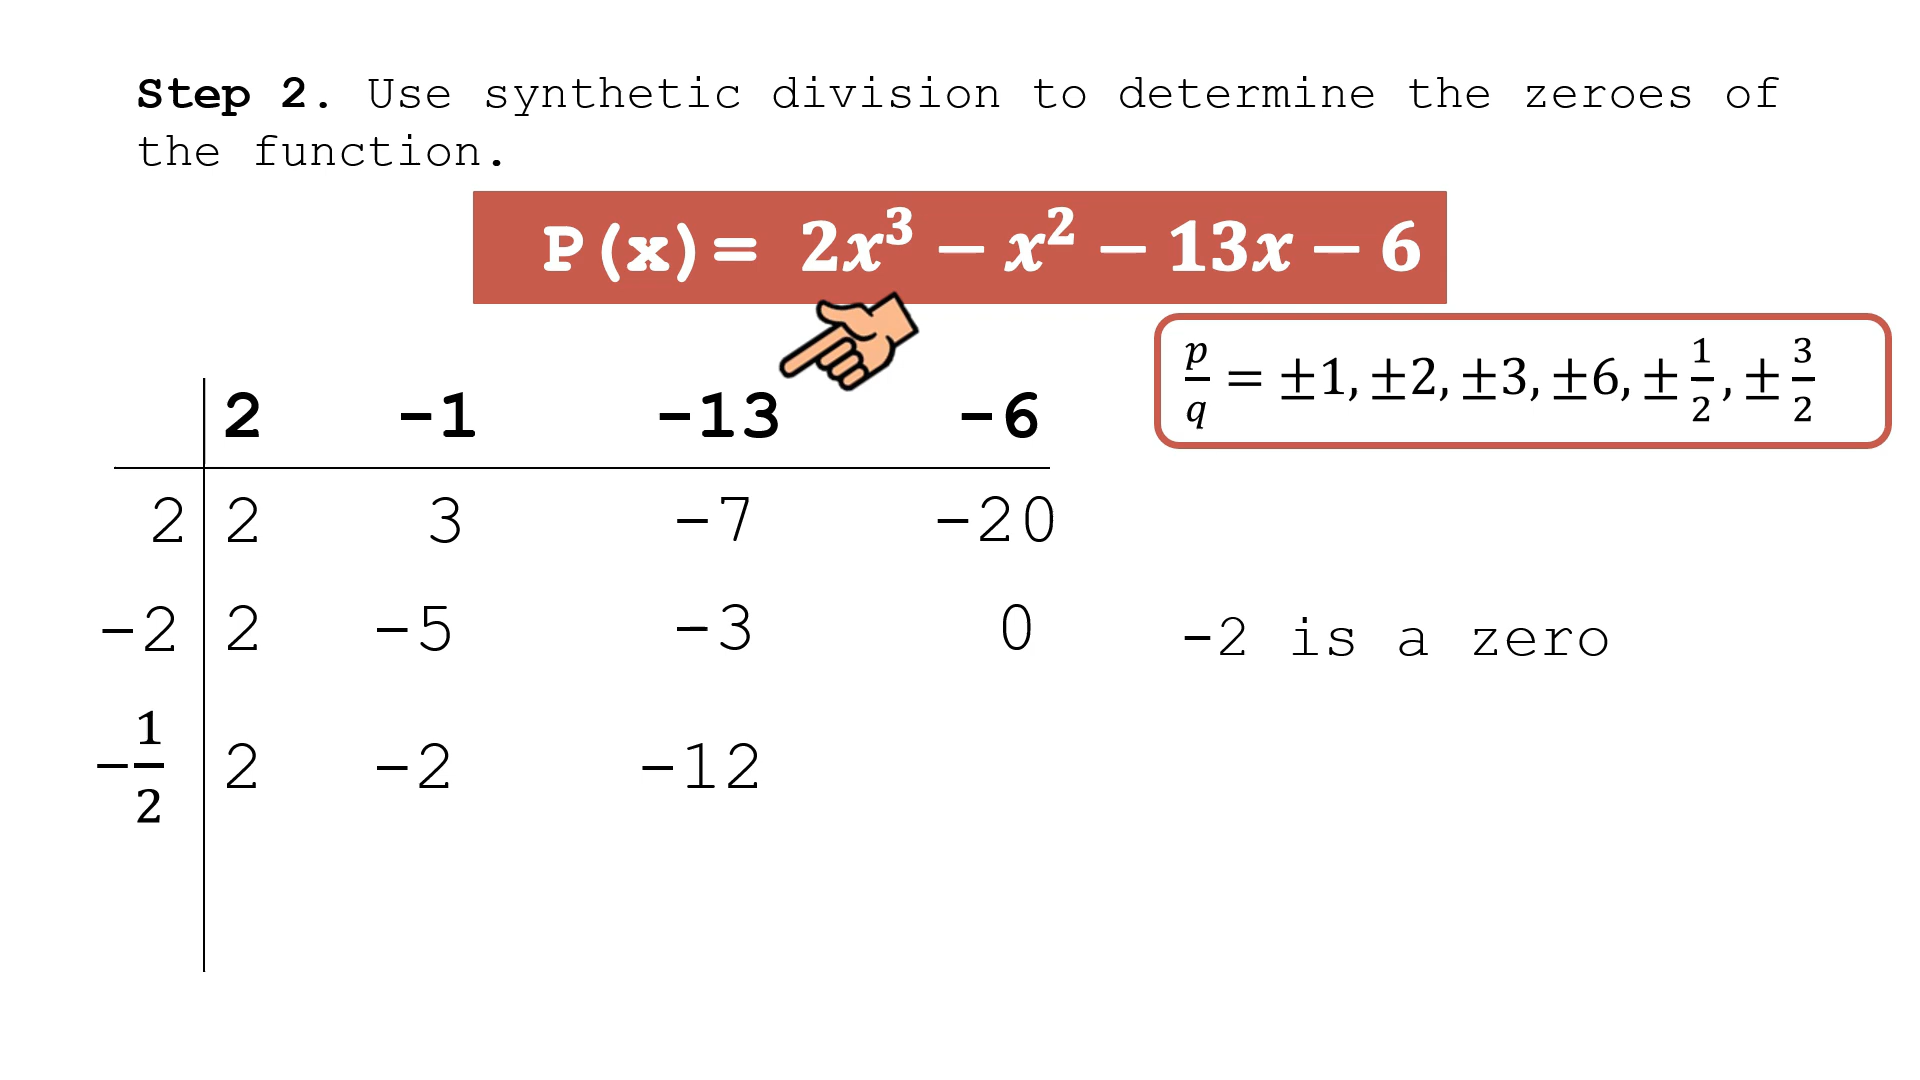 Step 2. Use synthetic division to determine the zeroes of
the function.
P(x)= 2x³ − x² − 13x − 6
p/q = ±1, ±2, ±3, ±6, ±1/2, ±3/2
2 -1 -13 -6
2 2 3 -7 -20
-2 2 -5 -3 0 -2 is a zero
-1/2 2 -2 -12